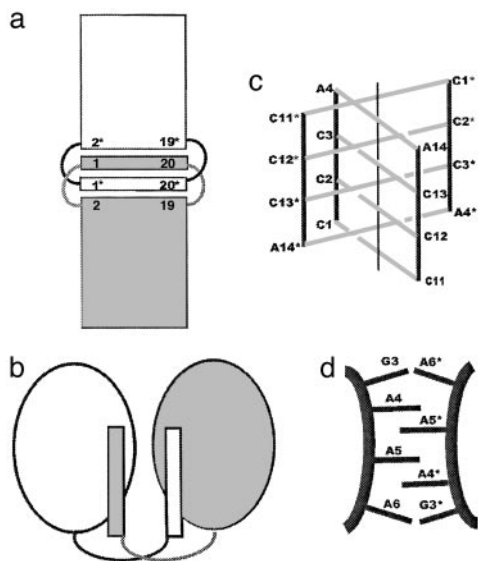 a
2* 19*
1 20
1* 20*
2 19
b
c
A4 C1*
C11*
C3 A14 C2*
C12*
C2 C13 C3*
C13*
C1 C12 A4*
A14*
C11
d
G3 A6*
A4
A5*
A5
A4*
A6 G3*